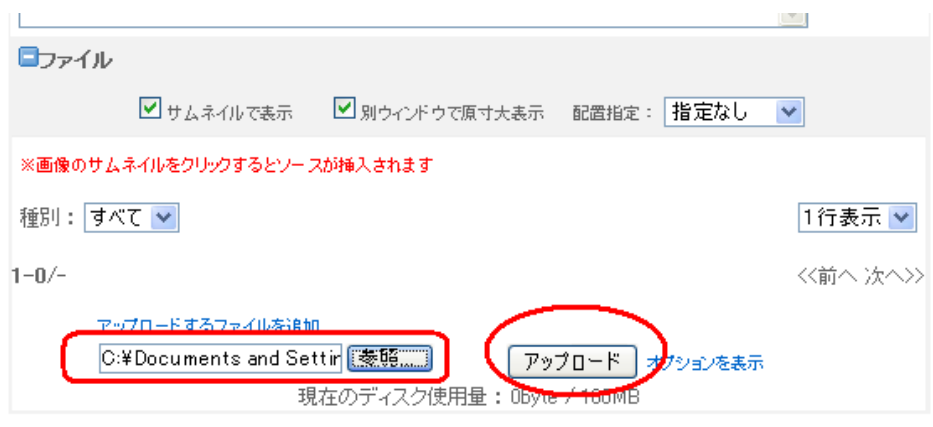 ファイル
サムネイルで表示 別ウィンドウで原寸大表示 配置指定： 指定なし
※画像のサムネイルをクリックするとソースが挿入されます
種別： すべて 1行表示
1-0/- <<前へ 次へ>>
アップロードするファイルを追加
C:¥Documents and Settir 参照... アップロード オプションを表示
現在のディスク使用量： 0byte / 100MB